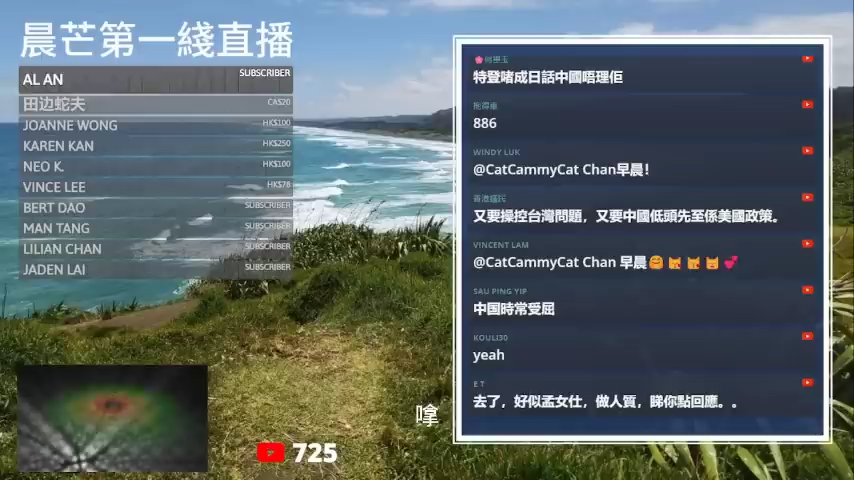 晨芒第一綫直播
AL AN SUBSCRIBER
田边蛇夫 CA$20
JOANNE WONG HK$100
KAREN KAN HK$250
NEO K. HK$100
VINCE LEE HK$78
BERT DAO SUBSCRIBER
MAN TANG SUBSCRIBER
LILIAN CHAN SUBSCRIBER
JADEN LAI SUBSCRIBER
特登啫成日話中國唔理佢
886
WINDY LUK
@CatCammyCat Chan早晨!
又要操控台灣問題，又要中國低頭先至係美國政策。
VINCENT LAM
@CatCammyCat Chan 早晨🤗😸😸😸💕
SAU PING YIP
中国時常受屈
KOULI30
yeah
E T
去了，好似孟女仕，做人質，睇你點回應。。
嗱
725